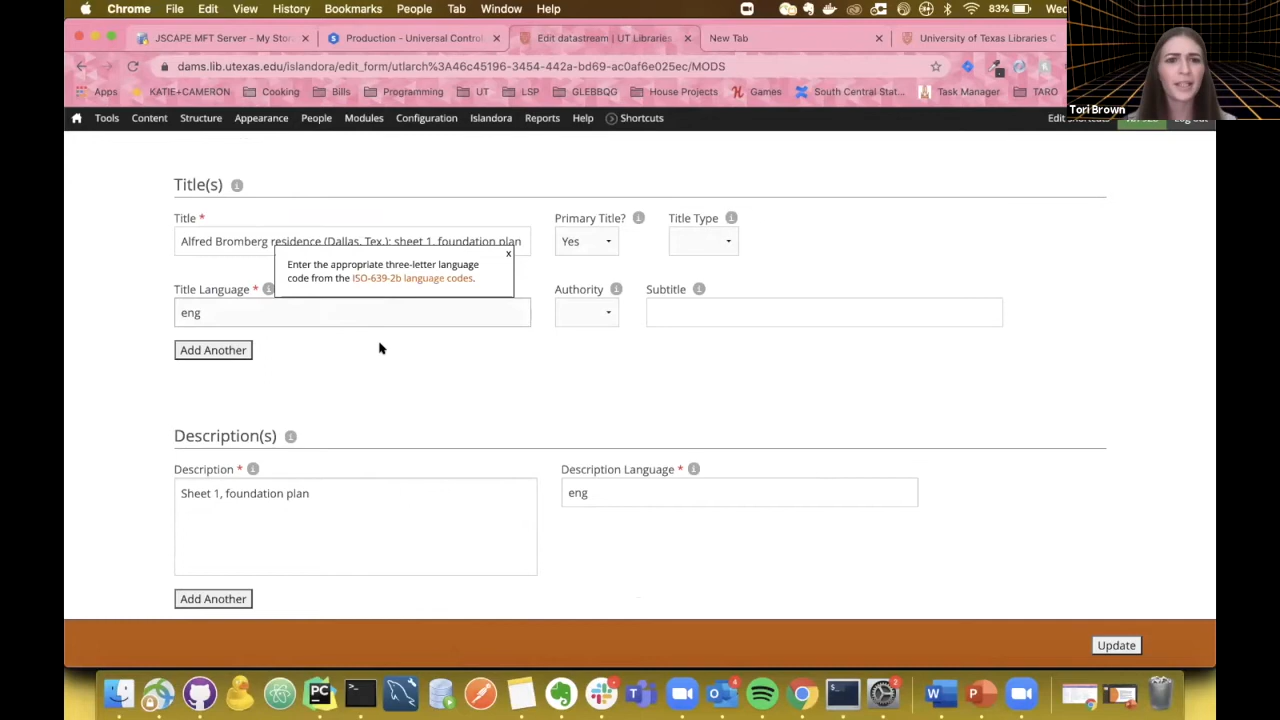 Chrome File Edit View History Bookmarks People Tab Window Help 83% Wed
JSCAPE MFT Server - My Stora × Production - Universal Control × Edit datastream | UT Libraries × New Tab × University of Texas Libraries C
dams.lib.utexas.edu/islandora/edit_form/utlarch%3A46c45196-3454-442a-bd69-ac0af6e025ec/MODS
Apps KATIE+CAMERON Cooking Bills Programming UT LSP GLEBBQG House Projects Games South Central Stat... Task Manager TARO
Tori Brown
Tools Content Structure Appearance People Modules Configuration Islandora Reports Help Shortcuts
Title(s)
Title * Primary Title? Title Type
Alfred Bromberg residence (Dallas, Tex.): sheet 1, foundation plan Yes
x
Enter the appropriate three-letter language
code from the ISO-639-2b language codes.
Title Language * Authority Subtitle
eng
Add Another
Description(s)
Description * Description Language *
Sheet 1, foundation plan eng
Add Another
Update